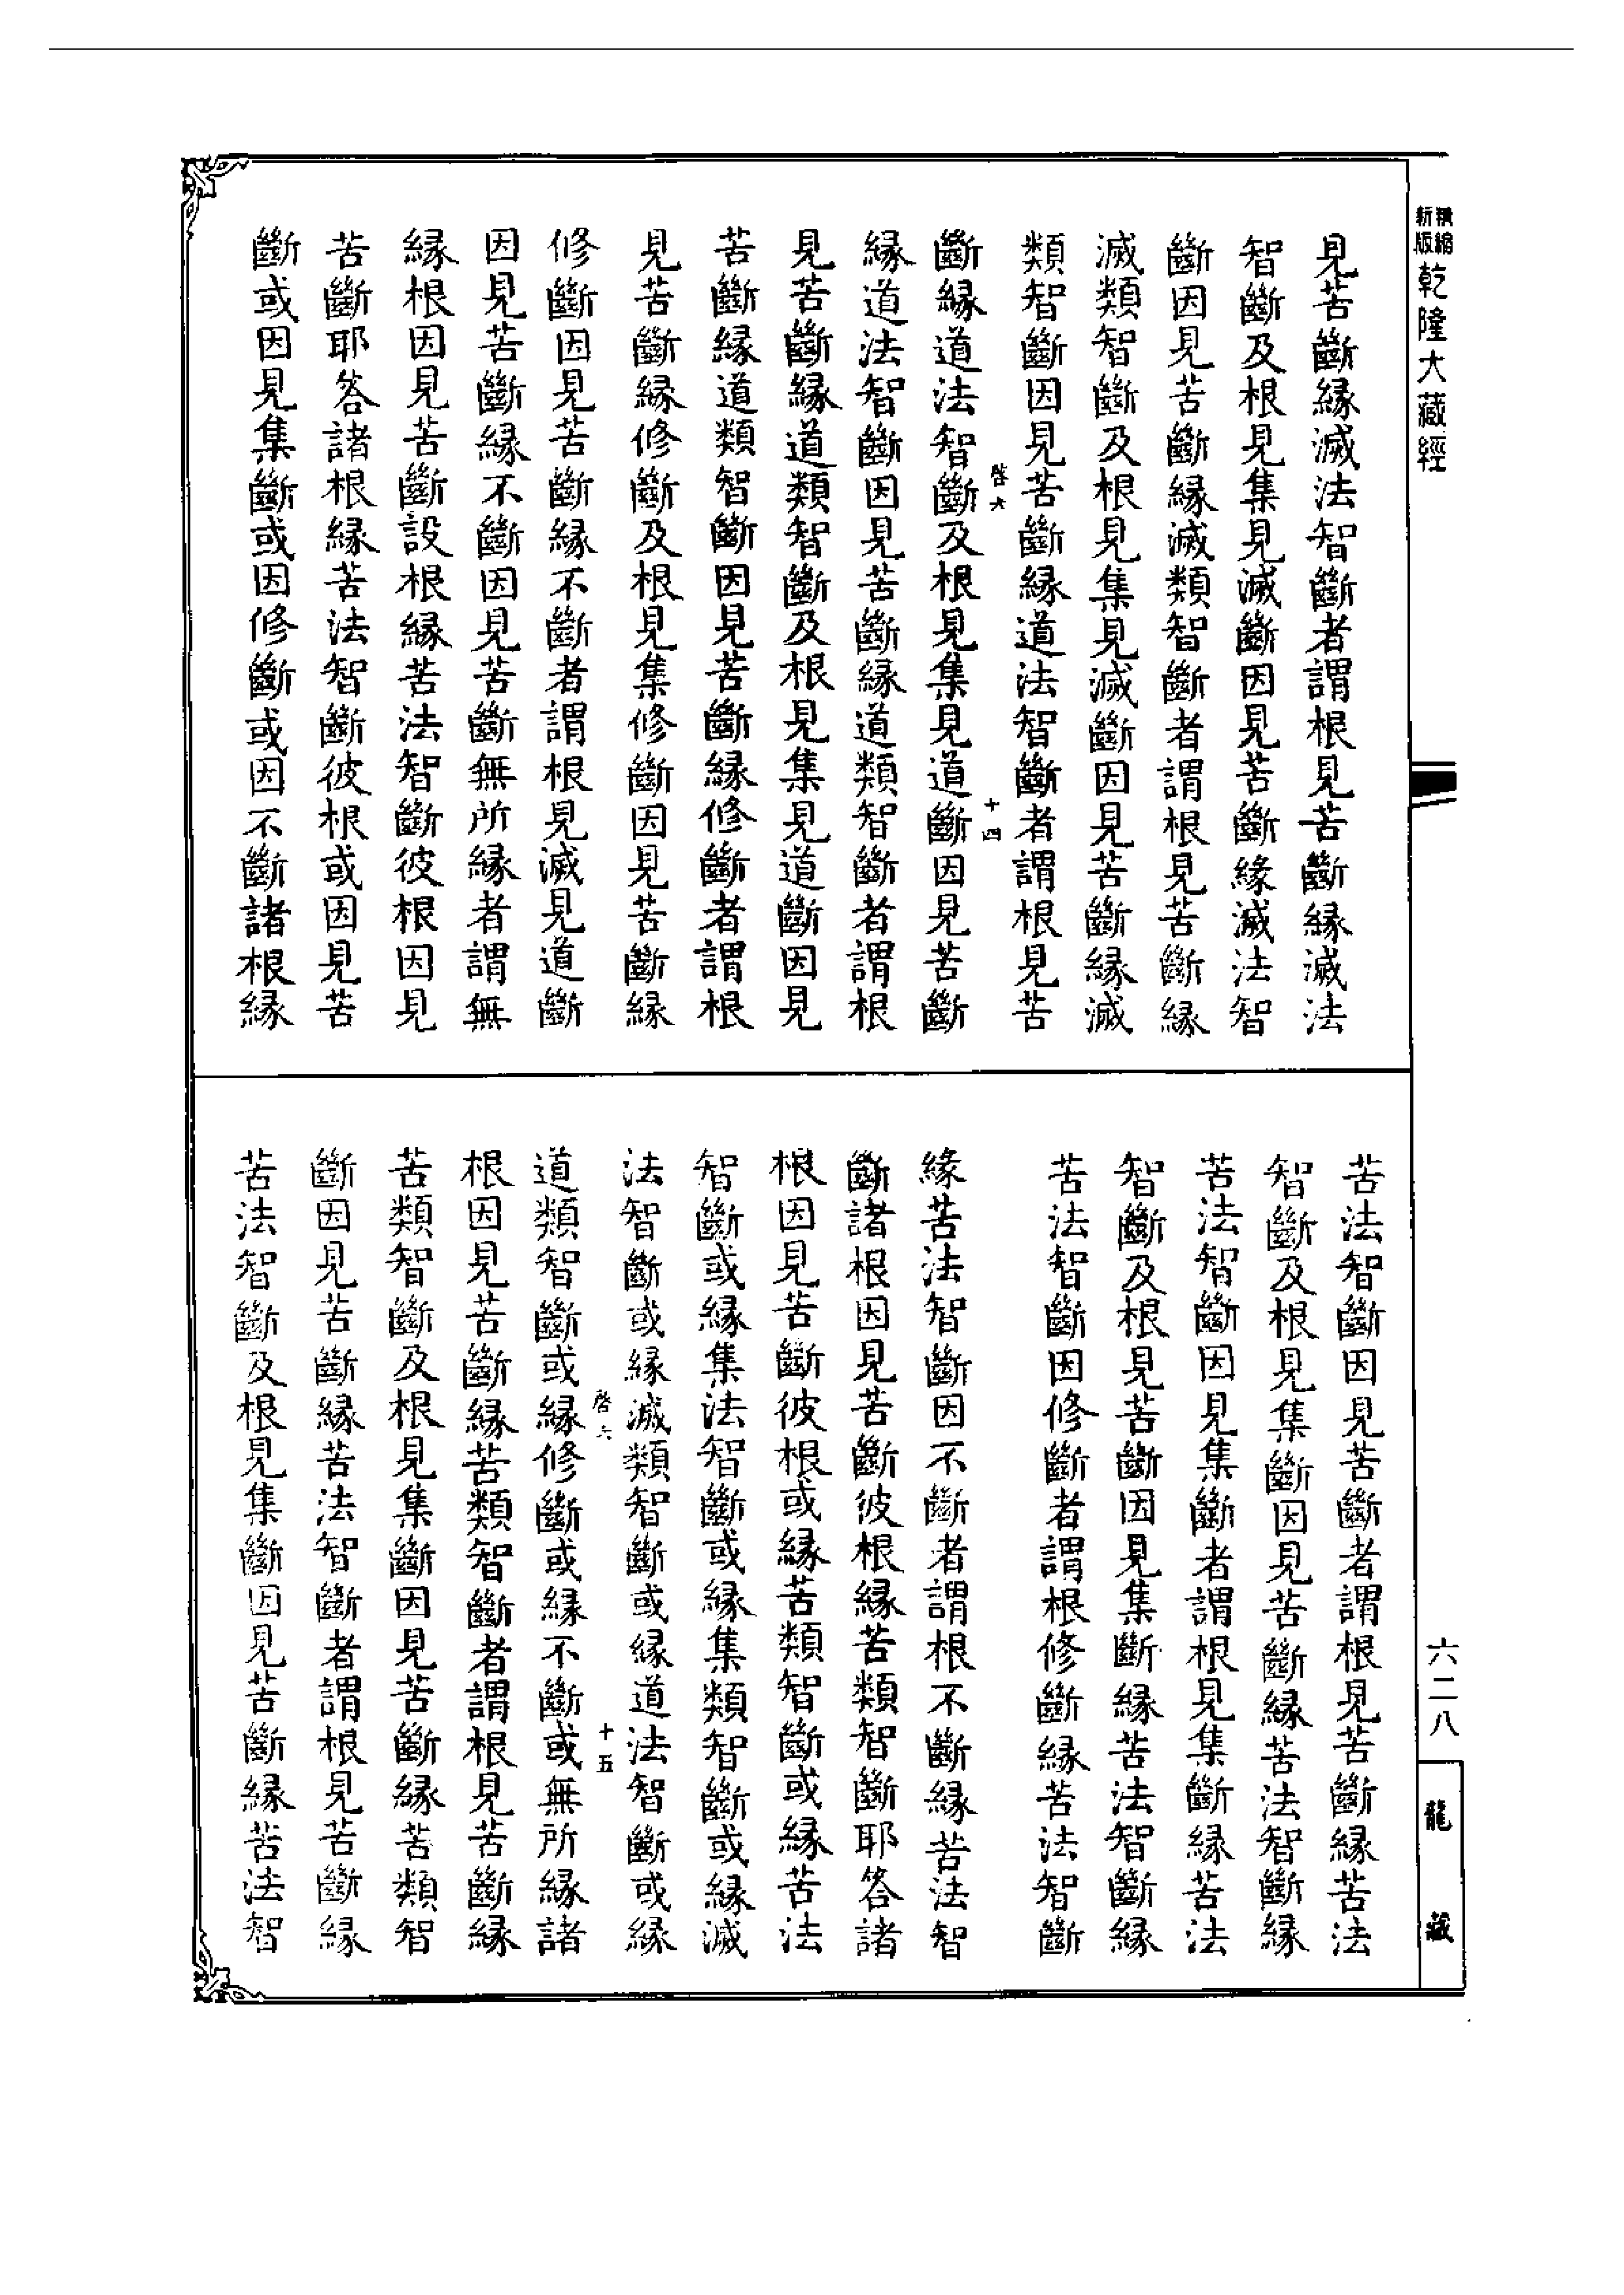 精縮
新版
乾隆大藏經
見苦斷緣滅法智斷者謂根見苦斷緣滅法
智斷及根見集見滅斷因見苦斷緣滅法智
斷因見苦斷緣滅類智斷者謂根見苦斷緣
滅類智斷及根見集見滅斷因見苦斷緣滅
類智斷因見苦斷緣道法智斷者謂根見苦
啓六
十四
斷緣道法智斷及根見集見道斷因見苦斷
緣道法智斷因見苦斷緣道類智斷者謂根
見苦斷緣道類智斷及根見集見道斷因見
苦斷緣道類智斷因見苦斷緣修斷者謂根
見苦斷緣修斷及根見集修斷因見苦斷緣
修斷因見苦斷緣不斷者謂根見滅見道斷
因見苦斷緣不斷因見苦斷無所緣者謂無
緣根因見苦斷設根緣苦法智斷彼根因見
苦斷耶答諸根緣苦法智斷彼根或因見苦
斷或因見集斷或因修斷或因不斷諸根緣
苦法智斷因見苦斷者謂根見苦斷緣苦法
智斷及根見集斷因見苦斷緣苦法智斷緣
苦法智斷因見集斷者謂根見集斷緣苦法
智斷及根見苦斷因見集斷緣苦法智斷緣
苦法智斷因修斷者謂根修斷緣苦法智斷
緣苦法智斷因不斷者謂根不斷緣苦法智
斷諸根因見苦斷彼根緣苦類智斷耶答諸
根因見苦斷彼根或緣苦類智斷或緣苦法
智斷或緣集法智斷或緣集類智斷或緣滅
法智斷或緣滅類智斷或緣道法智斷或緣
啓六
十五
道類智斷或緣修斷或緣不斷或無所緣諸
根因見苦斷緣苦類智斷者謂根見苦斷緣
苦類智斷及根見集斷因見苦斷緣苦類智
斷因見苦斷緣苦法智斷者謂根見苦斷緣
苦法智斷及根見集斷因見苦斷緣苦法智
六二八
龍藏